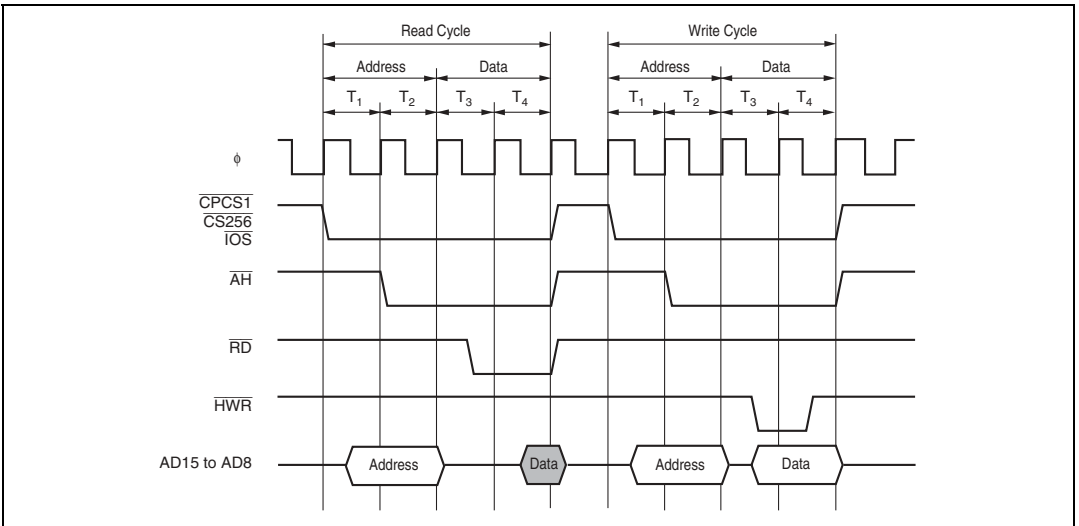 Read Cycle Write Cycle
Address Data Address Data
T1 T2 T3 T4 T1 T2 T3 T4
ϕ
CPCS1
CS256
IOS
AH
RD
HWR
AD15 to AD8 Address Data Address Data